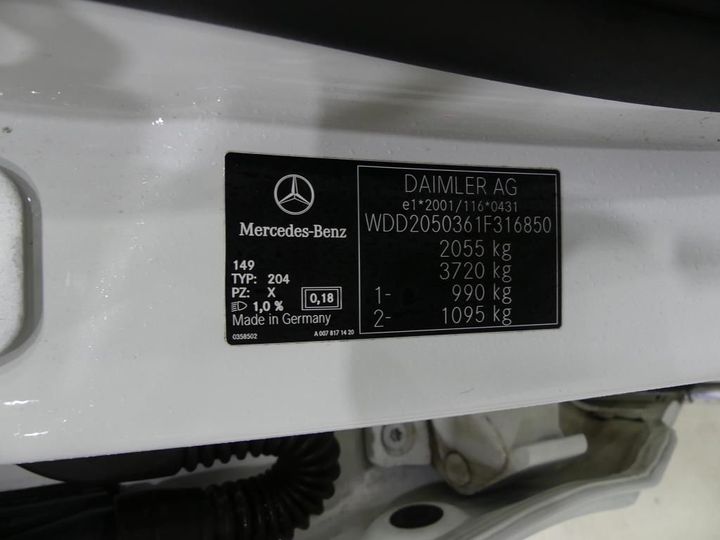 Mercedes-Benz
149
TYP: 204
PZ: X
1,0 %
0,18
Made in Germany
0358502
A 007 817 14 20
DAIMLER AG
e1*2001/116*0431
WDD2050361F316850
2055 kg
3720 kg
1- 990 kg
2- 1095 kg